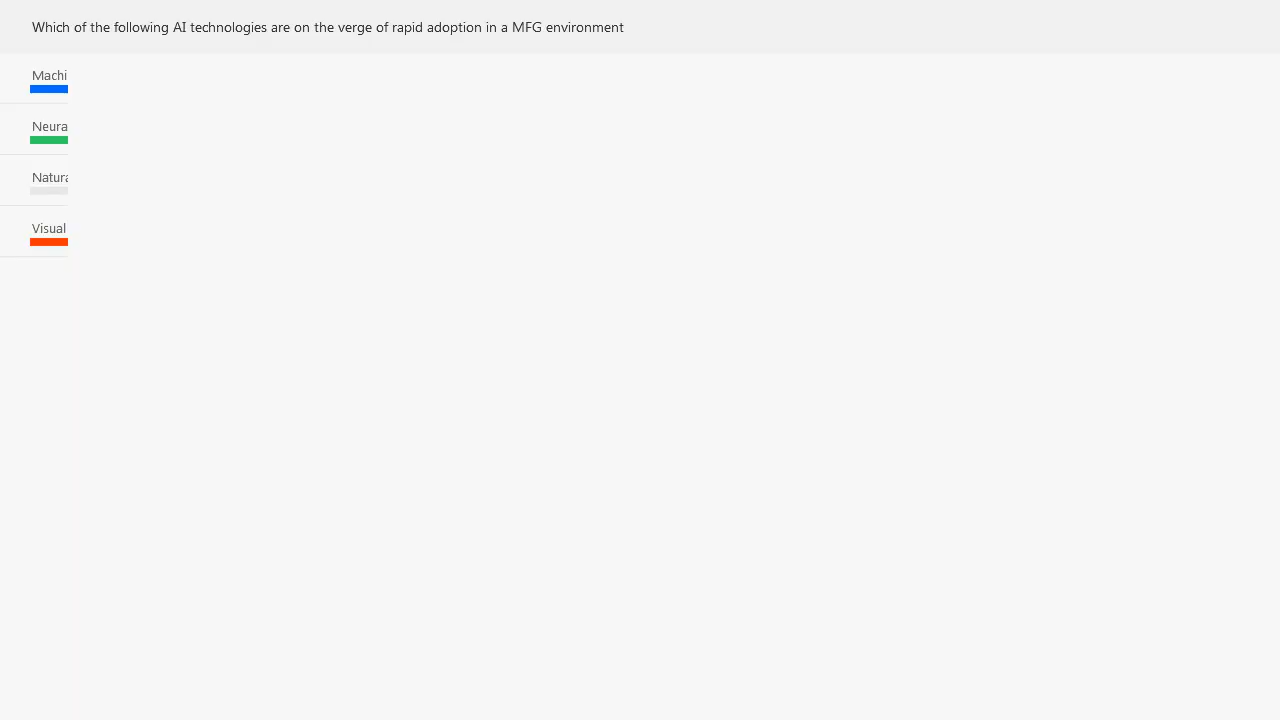 Which of the following AI technologies are on the verge of rapid adoption in a MFG environment
Machi
Neura
Natura
Visual